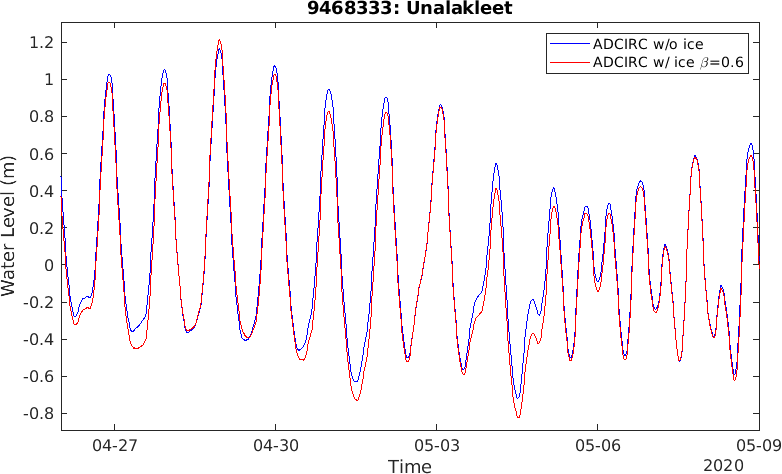 9468333: Unalakleet
ADCIRC w/o ice
ADCIRC w/ ice β=0.6
Water Level (m)
1.2
1
0.8
0.6
0.4
0.2
0
-0.2
-0.4
-0.6
-0.8
04-27 04-30 05-03 05-06 05-09
Time
2020